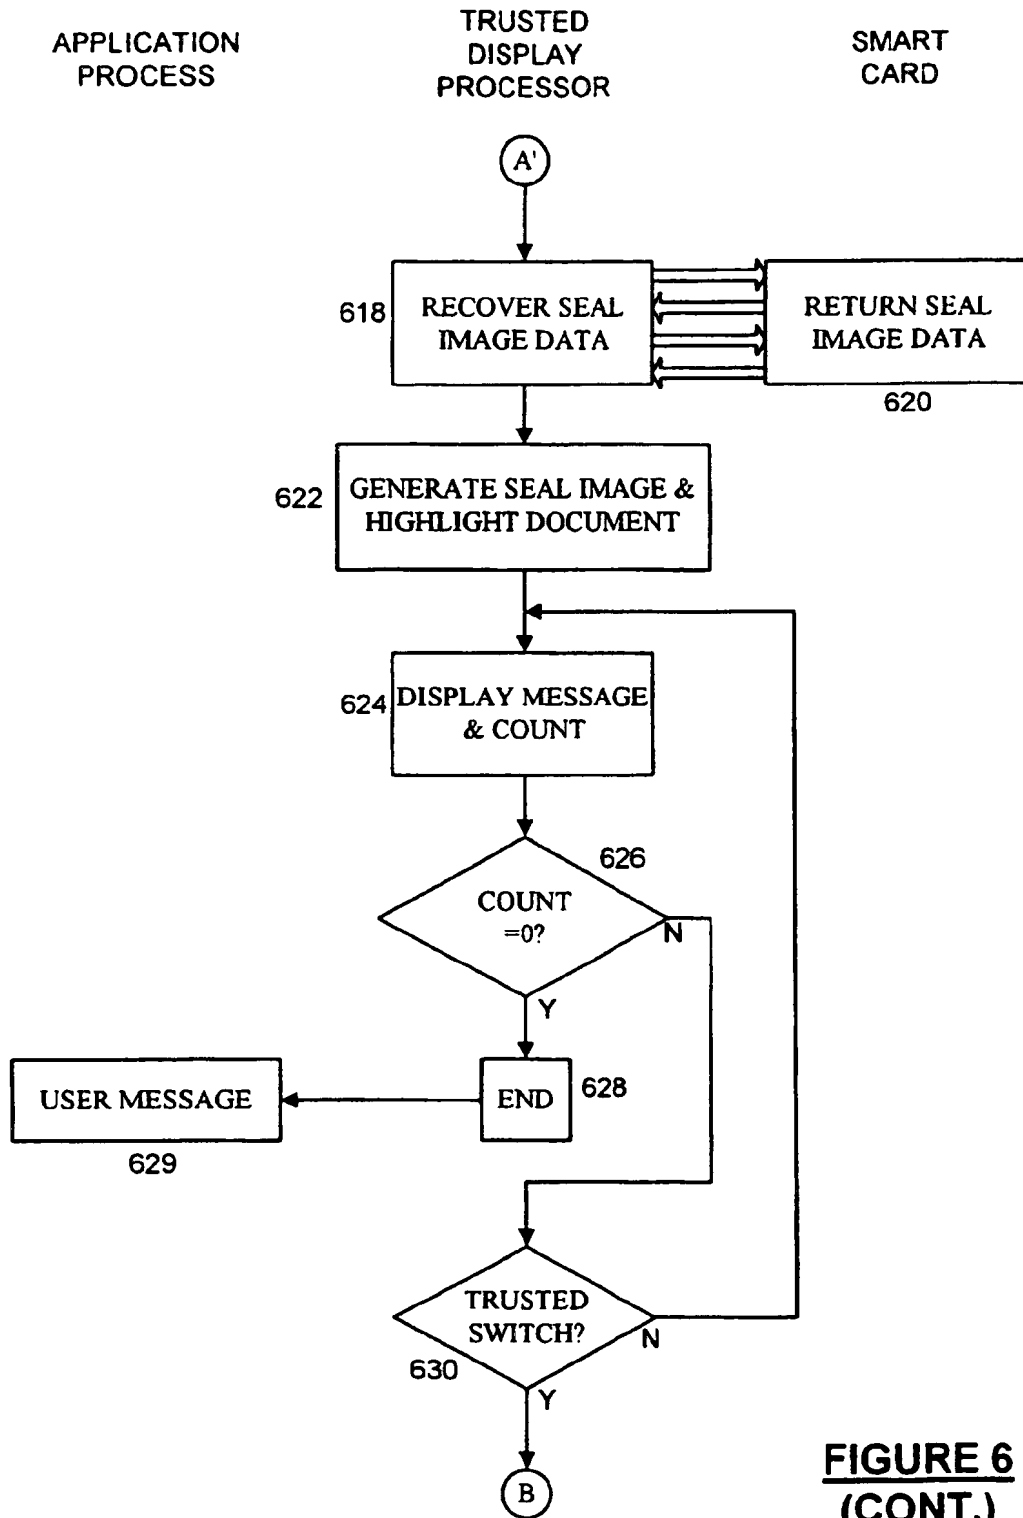 APPLICATION
PROCESS
TRUSTED
DISPLAY
PROCESSOR
SMART
CARD
A'
618
RECOVER SEAL
IMAGE DATA
RETURN SEAL
IMAGE DATA
620
622
GENERATE SEAL IMAGE &
HIGHLIGHT DOCUMENT
624
DISPLAY MESSAGE
& COUNT
626
COUNT
=0?
N
Y
USER MESSAGE
END
628
629
TRUSTED
SWITCH?
N
630
Y
B
FIGURE 6
(CONT.)